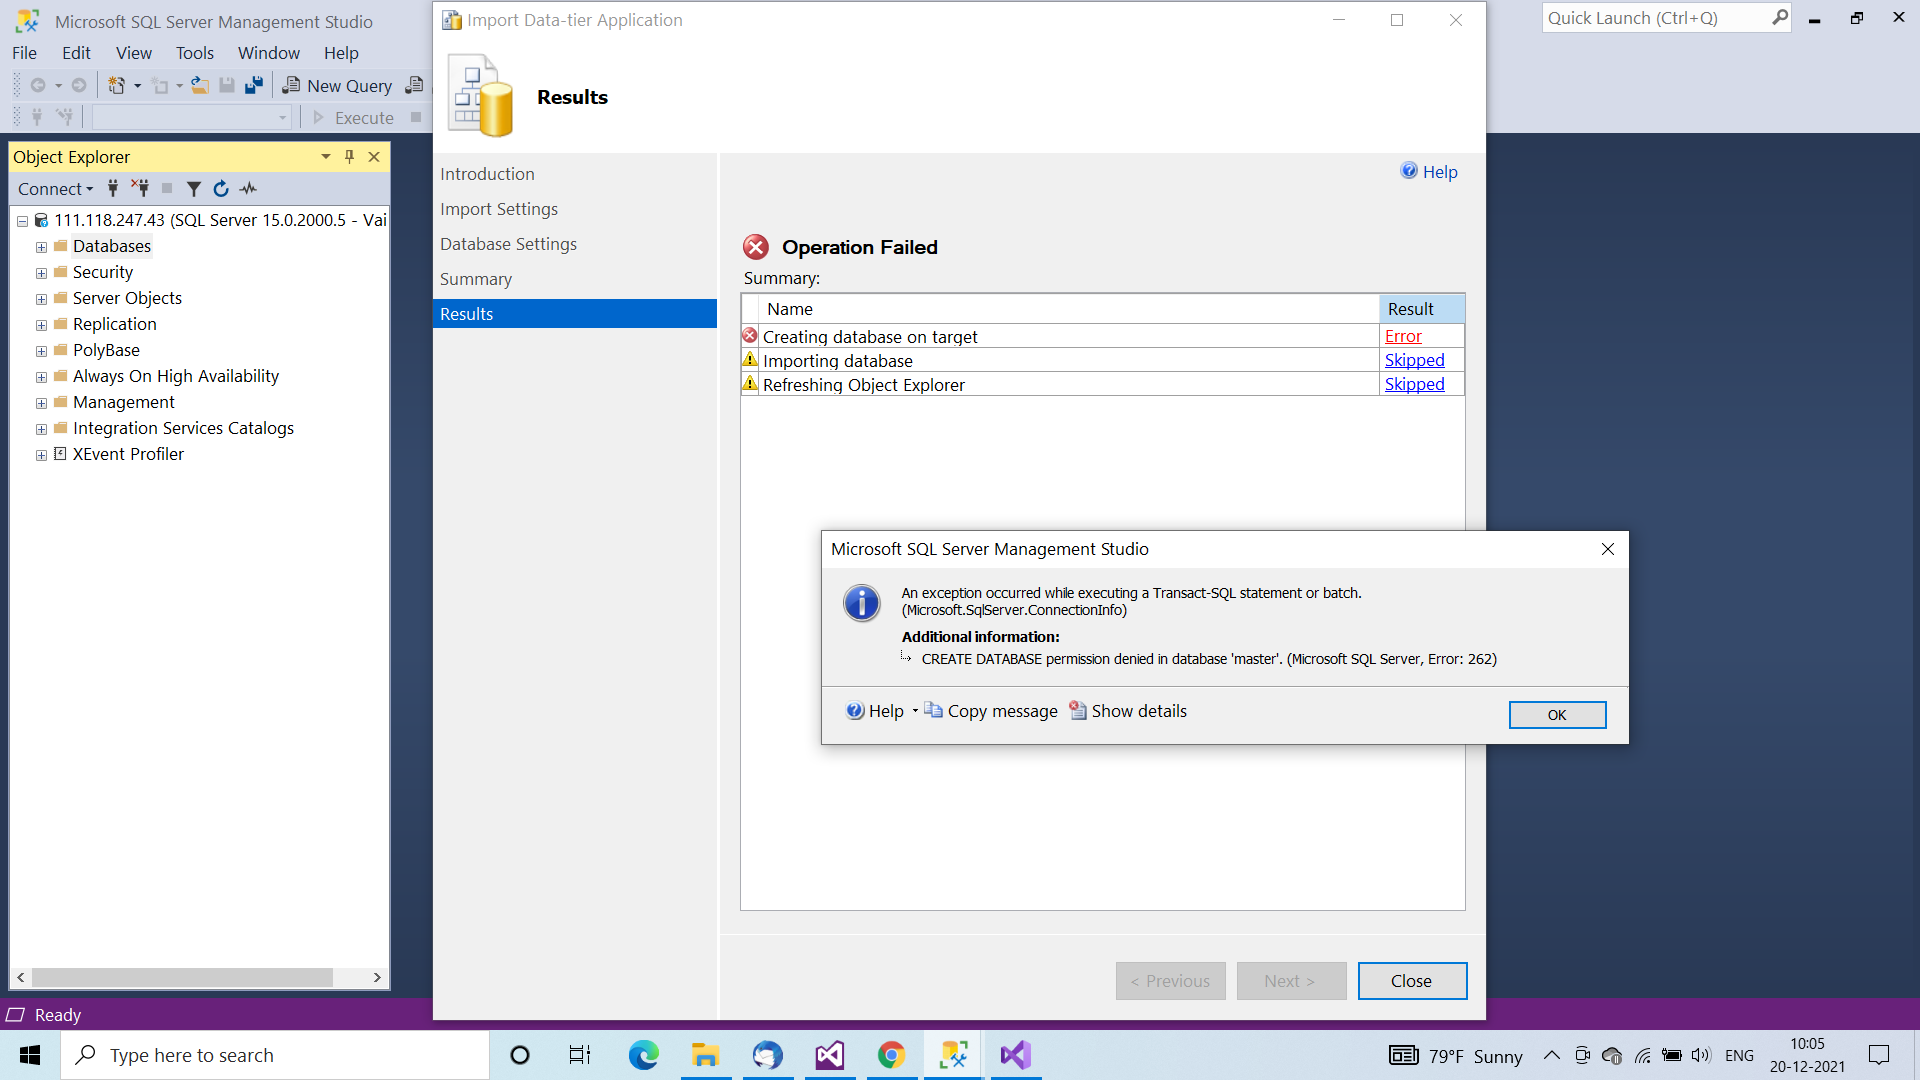 Microsoft SQL Server Management Studio
Quick Launch (Ctrl+Q)
File Edit View Tools Window Help
New Query
Execute
Object Explorer
Connect
111.118.247.43 (SQL Server 15.0.2000.5 - Vai
Databases
Security
Server Objects
Replication
PolyBase
Always On High Availability
Management
Integration Services Catalogs
XEvent Profiler
Ready
Import Data-tier Application
Results
Introduction
Import Settings
Database Settings
Summary
Results
Help
Operation Failed
Summary:
Name Result
Creating database on target Error
Importing database Skipped
Refreshing Object Explorer Skipped
Microsoft SQL Server Management Studio
An exception occurred while executing a Transact-SQL statement or batch.
(Microsoft.SqlServer.ConnectionInfo)
Additional information:
CREATE DATABASE permission denied in database 'master'. (Microsoft SQL Server, Error: 262)
Help Copy message Show details
OK
< Previous Next > Close
Type here to search
79°F Sunny
ENG
10:05
20-12-2021